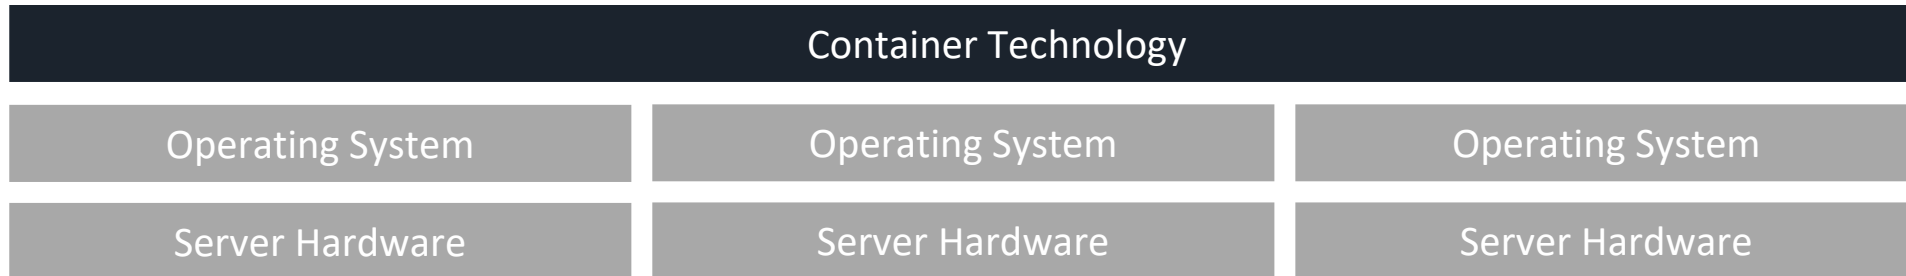 Container Technology
Operating System Operating System Operating System
Server Hardware Server Hardware Server Hardware